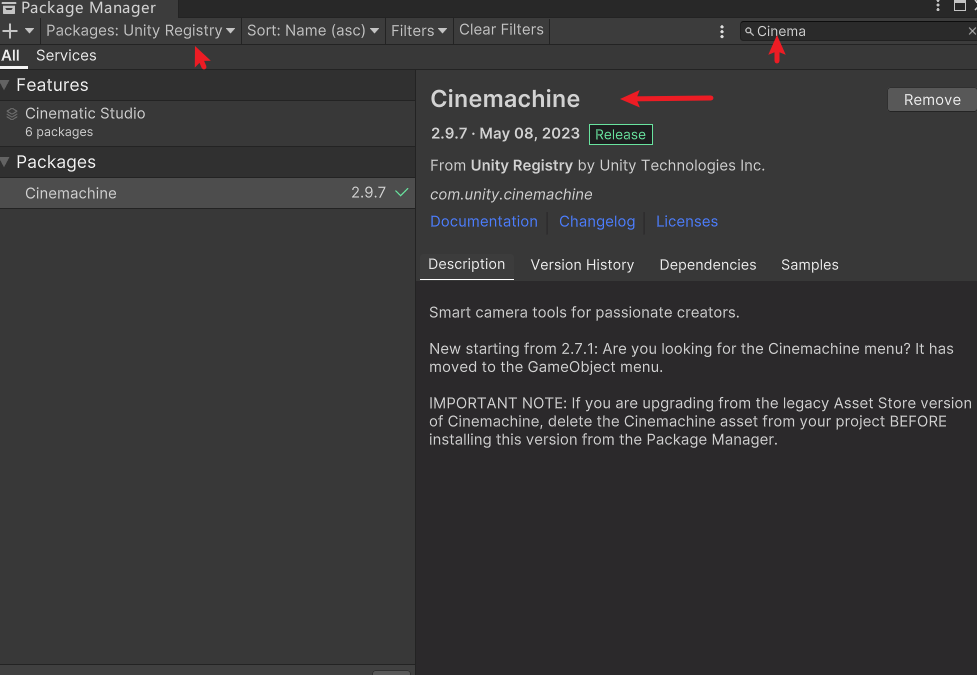 Package Manager
Packages: Unity Registry Sort: Name (asc) Filters Clear Filters Cinema
All Services
Features
Cinematic Studio
6 packages
Packages
Cinemachine 2.9.7
Cinemachine Remove
2.9.7 · May 08, 2023 Release
From Unity Registry by Unity Technologies Inc.
com.unity.cinemachine
Documentation Changelog Licenses
Description Version History Dependencies Samples
Smart camera tools for passionate creators.
New starting from 2.7.1: Are you looking for the Cinemachine menu? It has
moved to the GameObject menu.
IMPORTANT NOTE: If you are upgrading from the legacy Asset Store version
of Cinemachine, delete the Cinemachine asset from your project BEFORE
installing this version from the Package Manager.